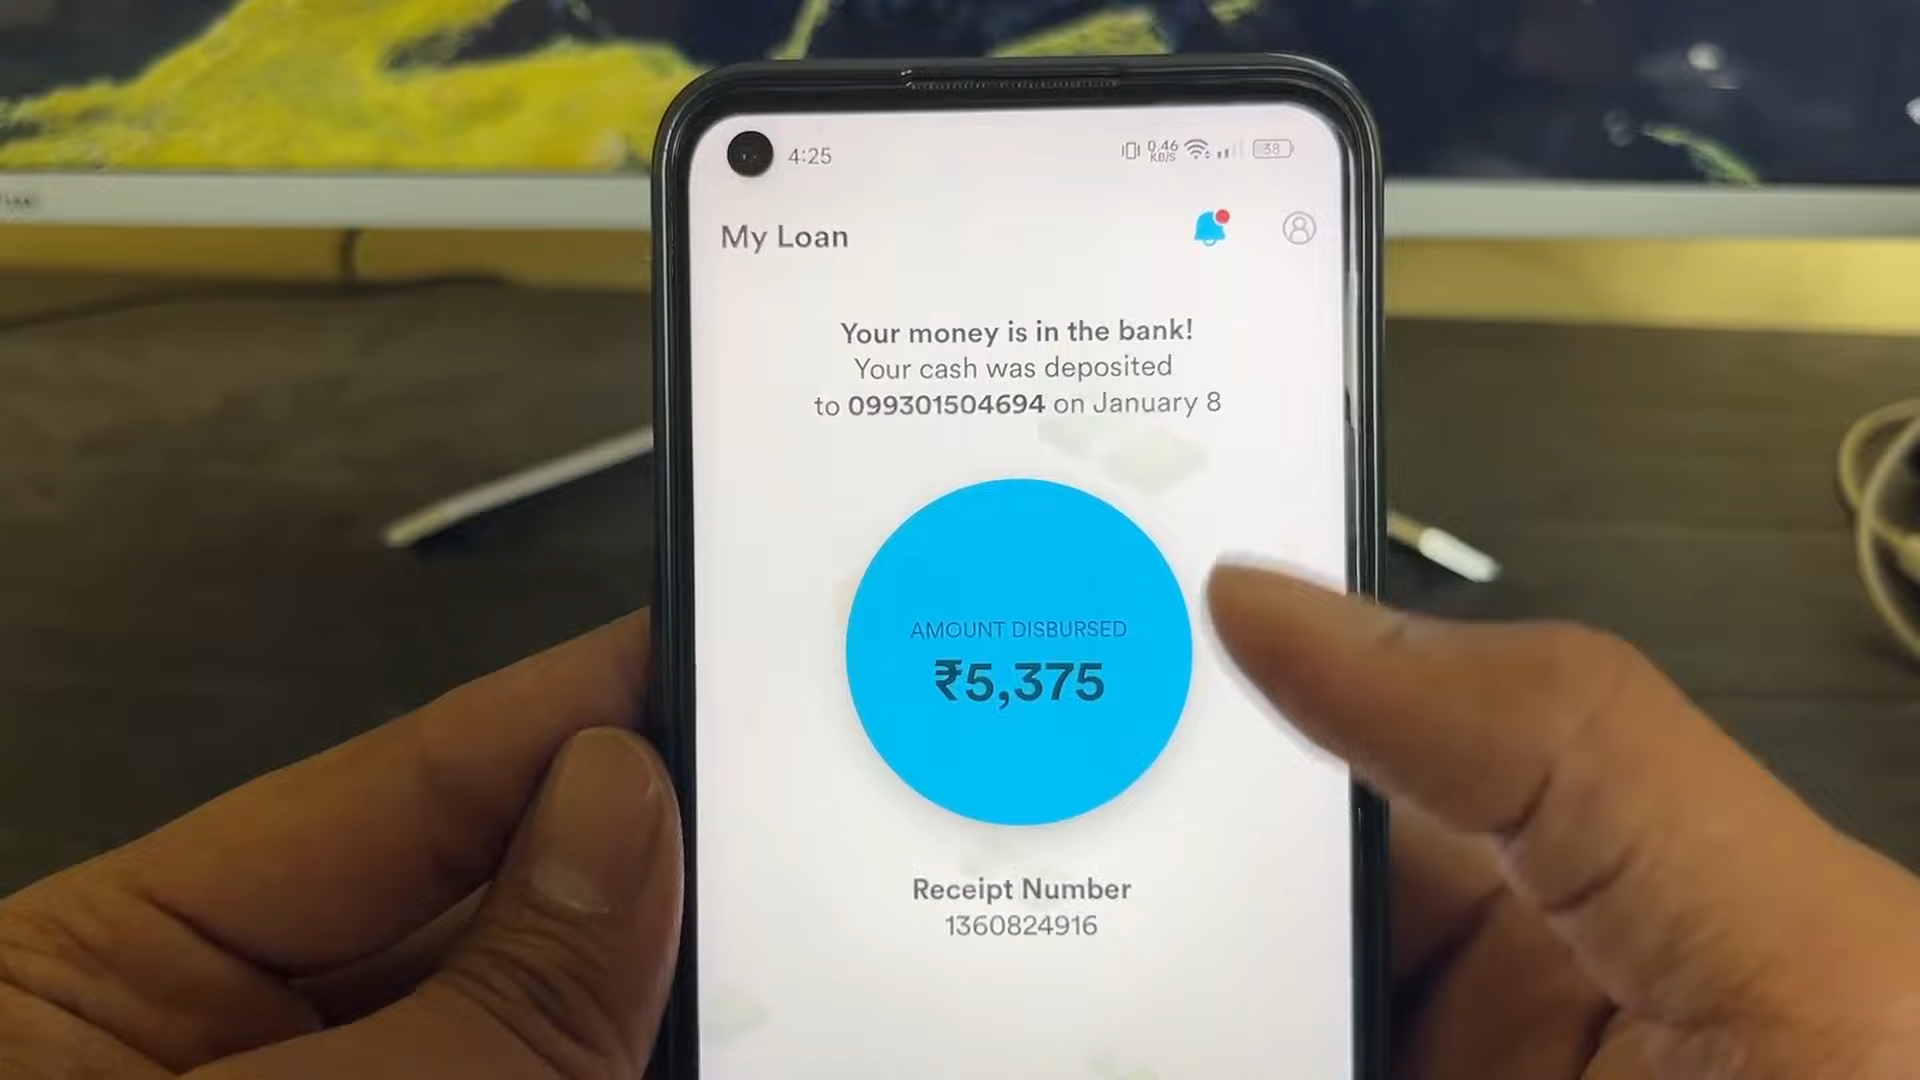 4:25
0.46
KB/S
38
My Loan
Your money is in the bank!
Your cash was deposited
to 099301504694 on January 8
AMOUNT DISBURSED
₹5,375
Receipt Number
1360824916